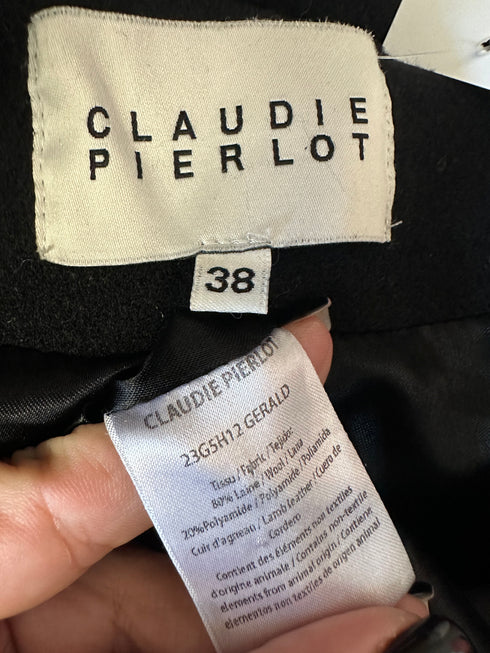 CLAUDIE
PIERLOT
38
CLAUDIE PIERLOT
23GSH12 GERALD
Tissu / Fabric / Tejido:
80% Laine / Wool / Lana
20%Polyamide / Polyamide / Poliamida
Cuir d'agneau / Lamb leather / Cuero de
Cordero
Contient des éléments non textiles
d'origine animale / Contains non-textile
elements from animal origin / Contiene
elementos non textiles de origen animal